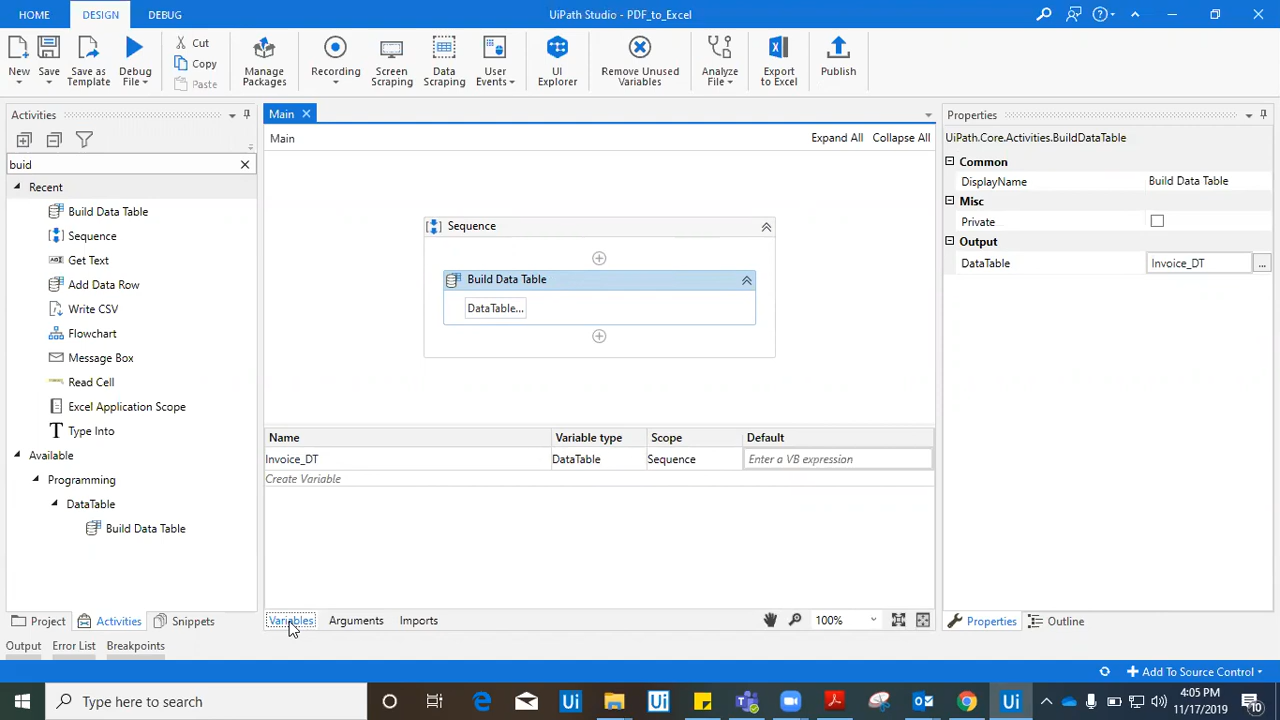 HOME DESIGN DEBUG UiPath Studio - PDF_to_Excel
New Save Save as Template Debug File Cut Copy Paste Manage Packages Recording Screen Scraping Data Scraping User Events UI Explorer Remove Unused Variables Analyze File Export to Excel Publish
Activities
buid
Recent
Build Data Table
Sequence
Get Text
Add Data Row
Write CSV
Flowchart
Message Box
Read Cell
Excel Application Scope
Type Into
Available
Programming
DataTable
Build Data Table
Project Activities Snippets
Main
Main Expand All Collapse All
Sequence
Build Data Table
DataTable...
Name Variable type Scope Default
Invoice_DT DataTable Sequence Enter a VB expression
Create Variable
Variables Arguments Imports 100%
Properties
UiPath.Core.Activities.BuildDataTable
Common
DisplayName Build Data Table
Misc
Private
Output
DataTable Invoice_DT ...
Properties Outline
Output Error List Breakpoints
Add To Source Control
Type here to search
4:05 PM
11/17/2019
10